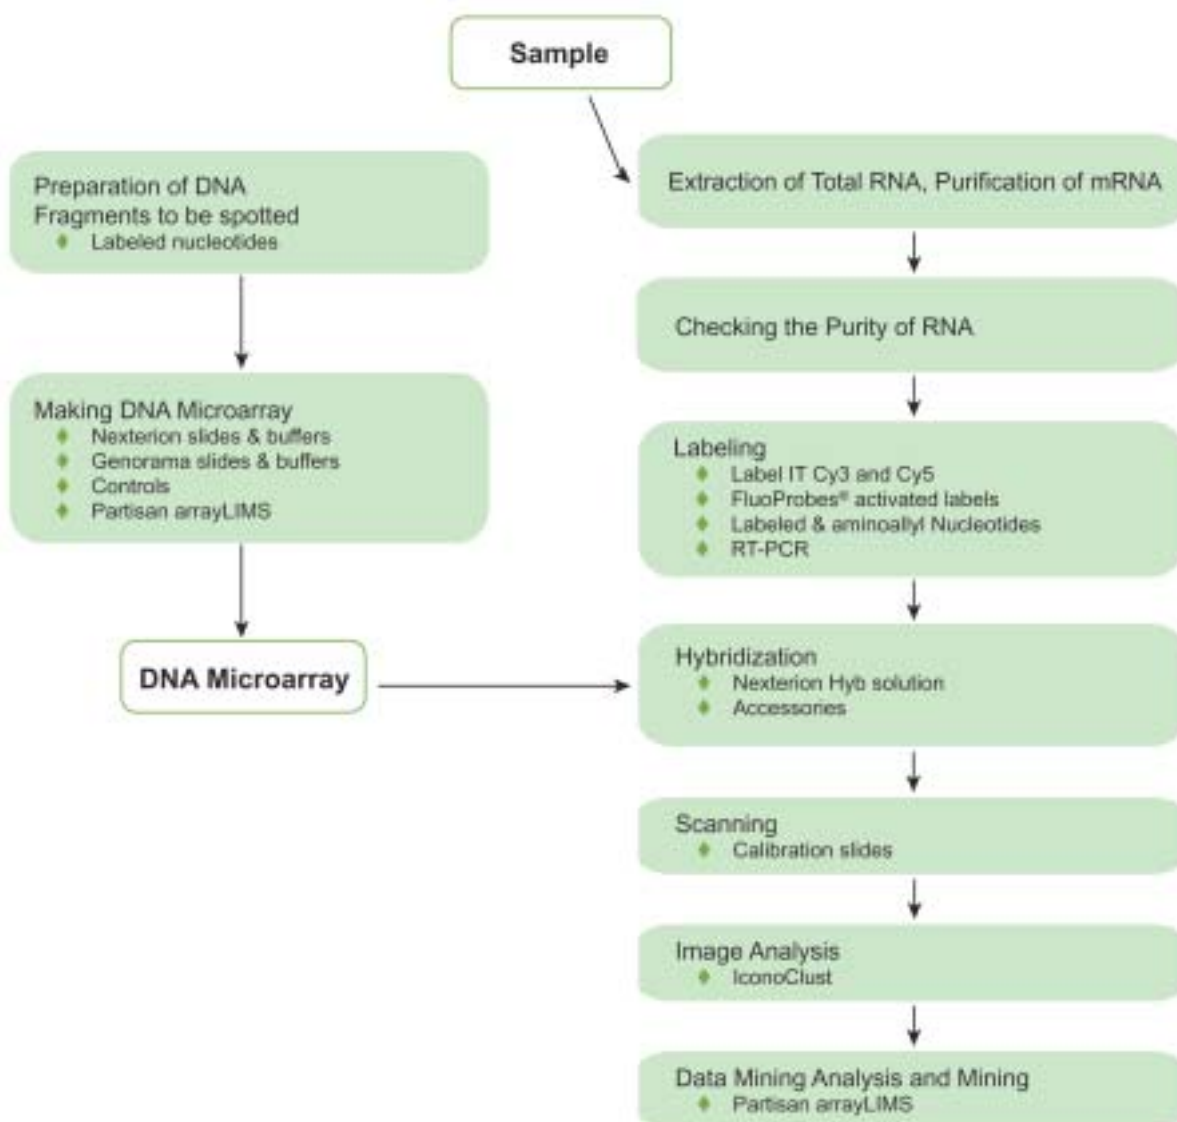 Sample
Preparation of DNA
Fragments to be spotted
Labeled nucleotides
Making DNA Microarray
Nexterion slides & buffers
Genorama slides & buffers
Controls
Partisan arrayLIMS
DNA Microarray
Extraction of Total RNA, Purification of mRNA
Checking the Purity of RNA
Labeling
Label IT Cy3 and Cy5
FluoProbes® activated labels
Labeled & aminoallyl Nucleotides
RT-PCR
Hybridization
Nexterion Hyb solution
Accessories
Scanning
Calibration slides
Image Analysis
IconoClust
Data Mining Analysis and Mining
Partisan arrayLIMS